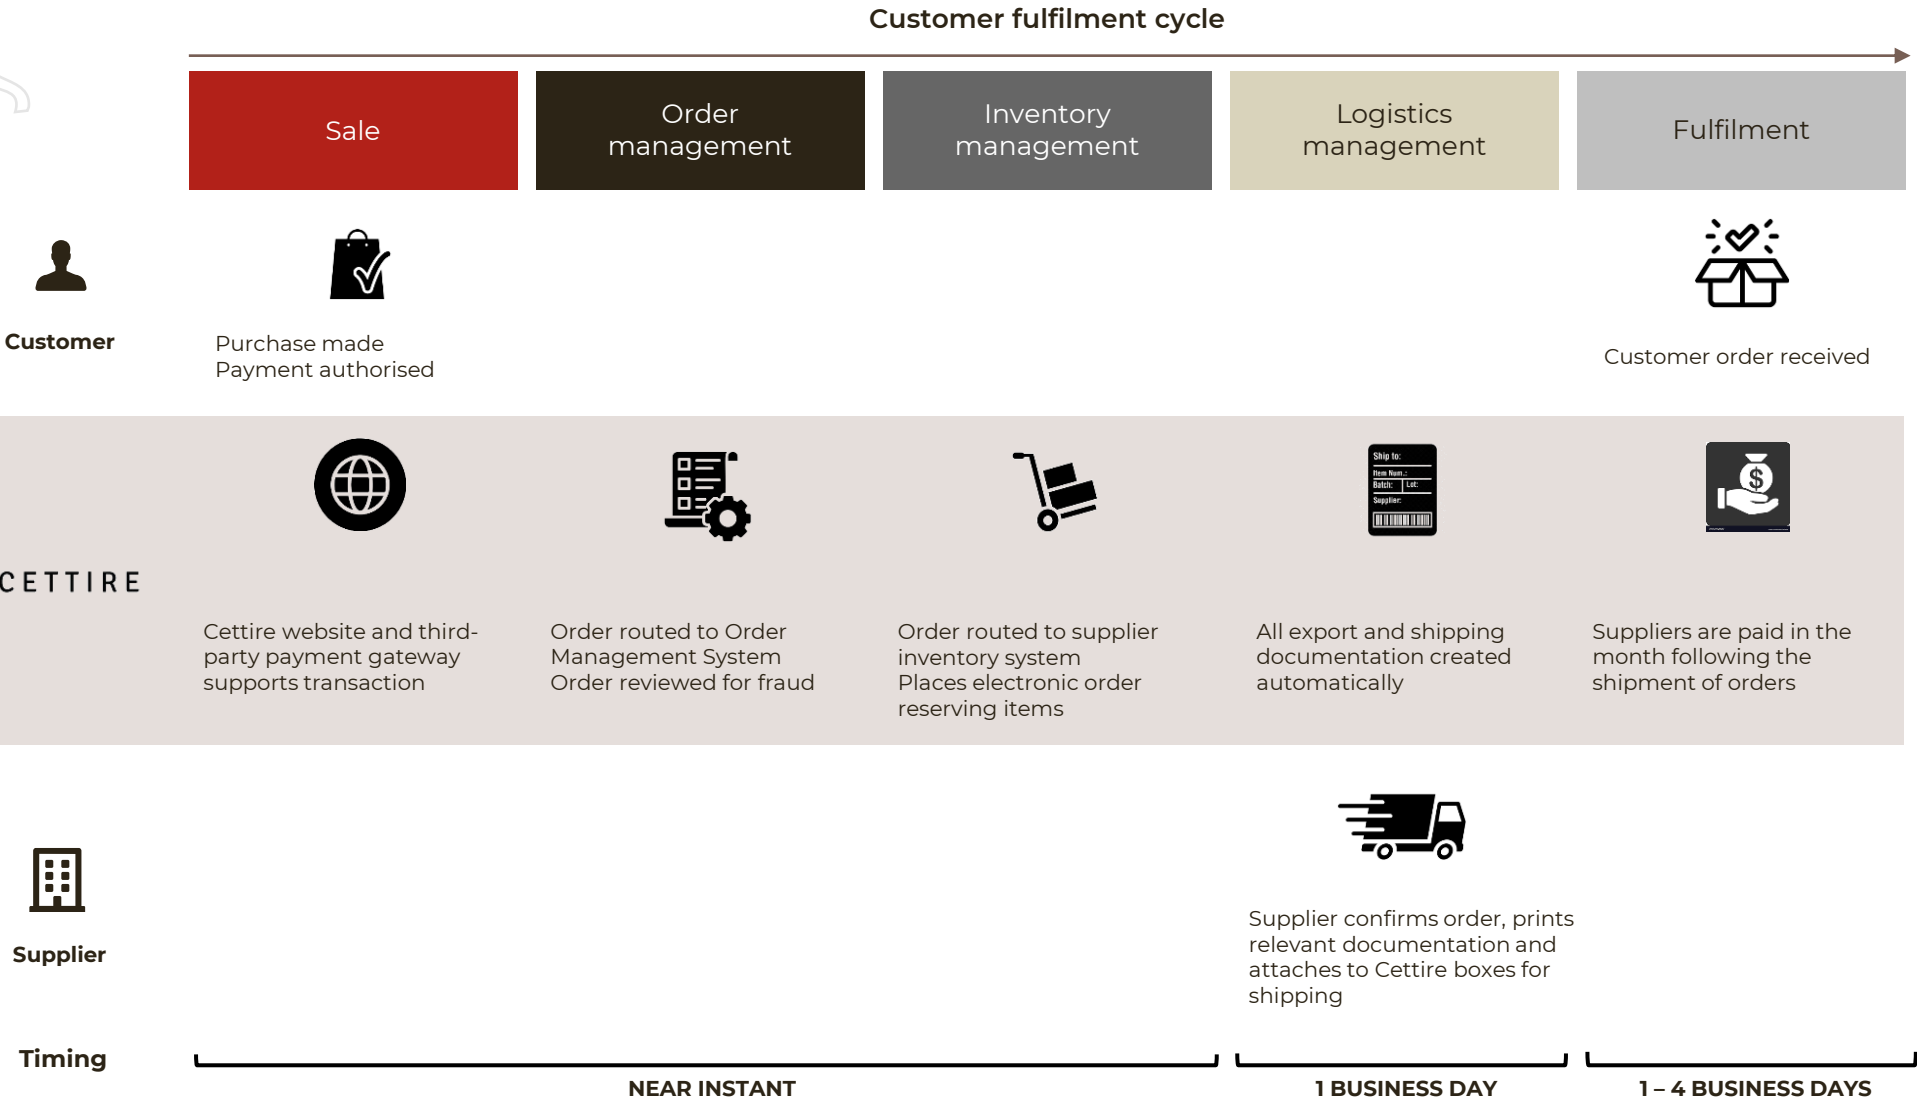 Customer fulfilment cycle
Sale
Order
management
Inventory
management
Logistics
management
Fulfilment
Customer
Purchase made
Payment authorised
Customer order received
CETTIRE
Ship to:
Item Num.:
Batch: Lot:
Supplier:
$
Cettire website and third-
party payment gateway
supports transaction
Order routed to Order
Management System
Order reviewed for fraud
Order routed to supplier
inventory system
Places electronic order
reserving items
All export and shipping
documentation created
automatically
Suppliers are paid in the
month following the
shipment of orders
Supplier
Supplier confirms order, prints
relevant documentation and
attaches to Cettire boxes for
shipping
Timing
NEAR INSTANT
1 BUSINESS DAY
1 – 4 BUSINESS DAYS